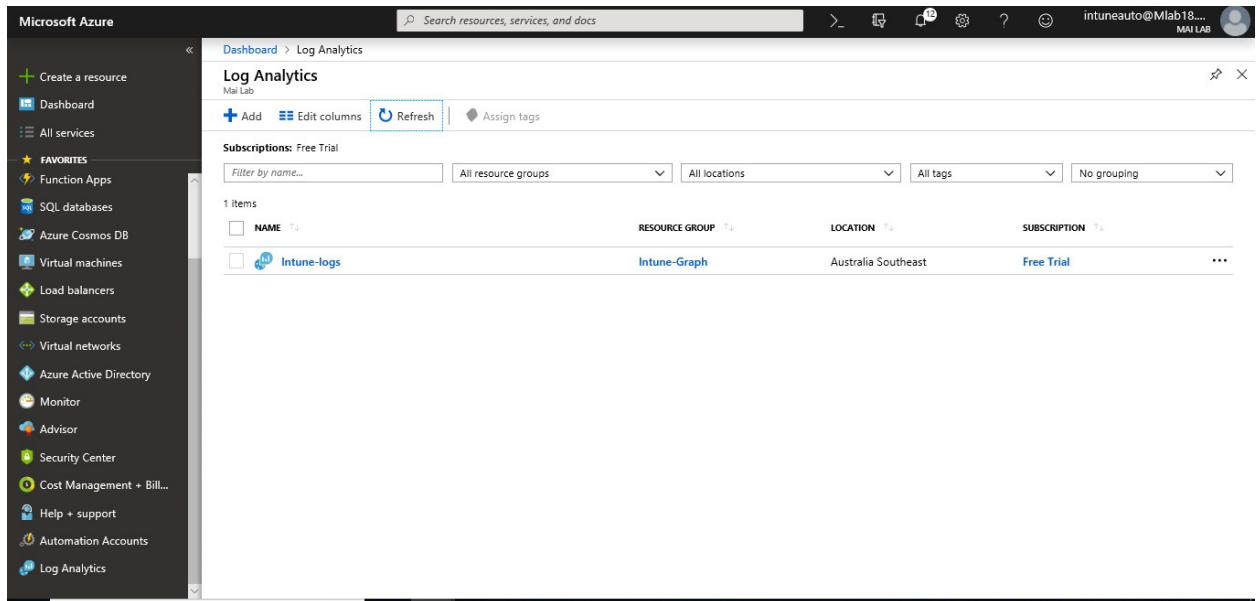 Microsoft Azure
Search resources, services, and docs
12
intuneauto@Mlab18....
MAI LAB
Create a resource
Dashboard
All services
FAVORITES
Function Apps
SQL databases
Azure Cosmos DB
Virtual machines
Load balancers
Storage accounts
Virtual networks
Azure Active Directory
Monitor
Advisor
Security Center
Cost Management + Bill...
Help + support
Automation Accounts
Log Analytics
Dashboard > Log Analytics
Log Analytics
Mai Lab
Add Edit columns Refresh Assign tags
Subscriptions: Free Trial
Filter by name... All resource groups All locations All tags No grouping
1 items
NAME RESOURCE GROUP LOCATION SUBSCRIPTION
Intune-logs Intune-Graph Australia Southeast Free Trial